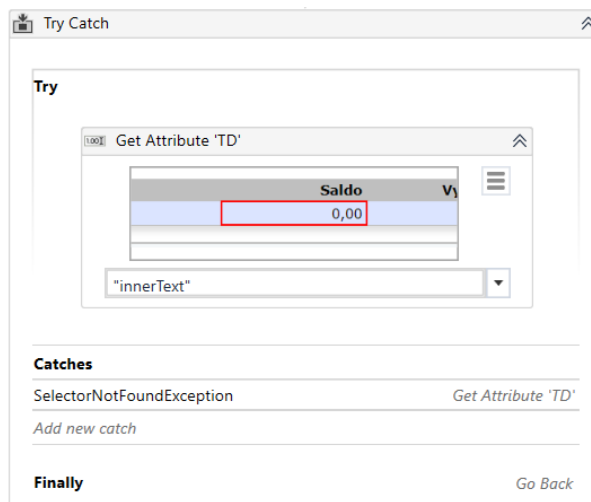 Try Catch
Try
Get Attribute 'TD'
Saldo Vy
0,00
"innerText"
Catches
SelectorNotFoundException Get Attribute 'TD'
Add new catch
Finally Go Back